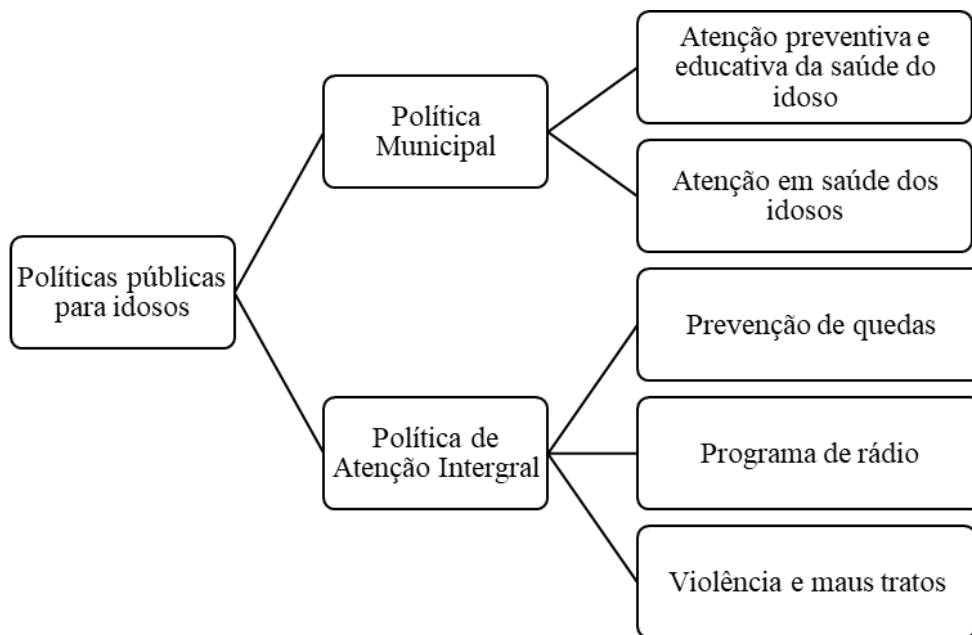 Políticas públicas
para idosos
Política
Municipal
Atenção preventiva e
educativa da saúde do
idoso
Atenção em saúde dos
idosos
Política de
Atenção Intergral
Prevenção de quedas
Programa de rádio
Violência e maus tratos